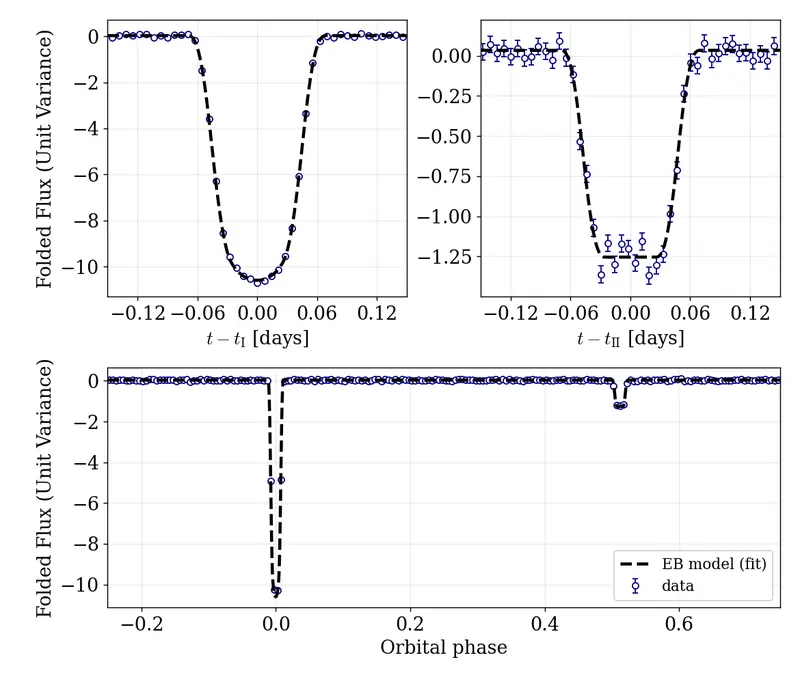 Folded Flux (Unit Variance)
0
−2
−4
−6
−8
−10
−0.12 −0.06 0.00 0.06 0.12
t − tI [days]
0.00
−0.25
−0.50
−0.75
−1.00
−1.25
−0.12 −0.06 0.00 0.06 0.12
t − tII [days]
Folded Flux (Unit Variance)
0
−2
−4
−6
−8
−10
EB model (fit)
data
−0.2 0.0 0.2 0.4 0.6
Orbital phase